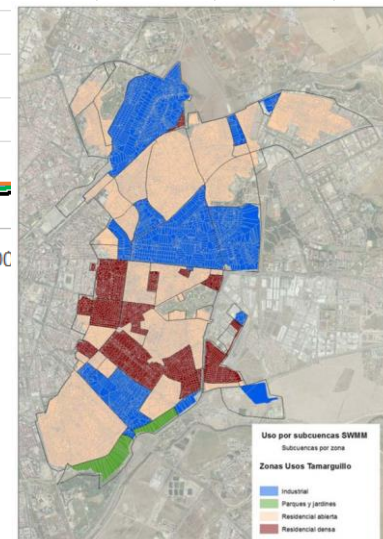 Uso por subcuencas SWMM
Subcuencas por zona
Zonas Usos Tamarguillo
Industrial
Parques y jardines
Residencial abierta
Residencial densa